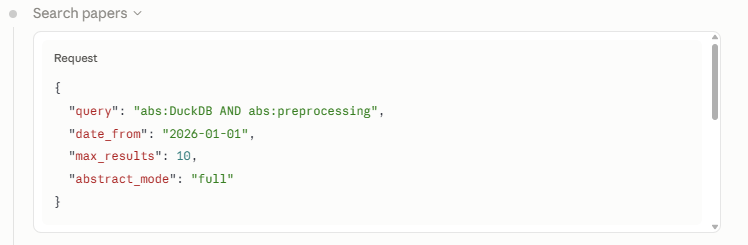 Search papers
Request
{
"query": "abs:DuckDB AND abs:preprocessing",
"date_from": "2026-01-01",
"max_results": 10,
"abstract_mode": "full"
}